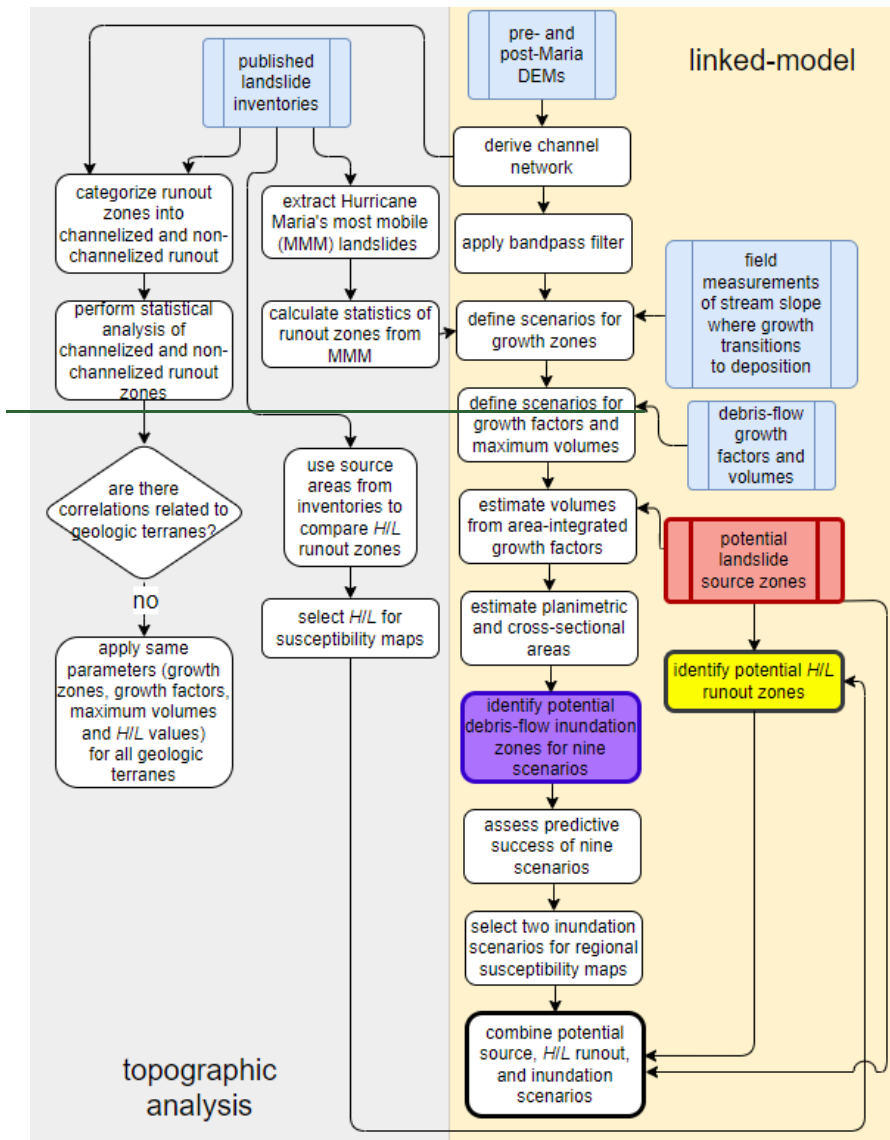 published
landslide
inventories
pre- and
post-Maria
DEMs
linked-model
derive channel
network
categorize runout
zones into
channelized and non-
channelized runout
extract Hurricane
Maria's most mobile
(MMM) landslides
apply bandpass filter
field
measurements
of stream slope
where growth
transitions
to deposition
perform statistical
analysis of
channelized and non-
channelized runout
zones
calculate statistics of
runout zones from
MMM
define scenarios for
growth zones
define scenarios for
growth factors and
maximum volumes
debris-flow
growth
factors and
volumes
are there
correlations related to
geologic terranes?
use source
areas from
inventories to
compare H/L
runout zones
estimate volumes
from area-integrated
growth factors
potential
landslide
source zones
no
select H/L for
susceptibility maps
estimate planimetric
and cross-sectional
areas
identify potential H/L
runout zones
apply same
parameters (growth
zones, growth factors,
maximum volumes
and H/L values)
for all geologic
terranes
identify potential
debris-flow inundation
zones for nine
scenarios
assess predictive
success of nine
scenarios
select two inundation
scenarios for regional
susceptibility maps
combine potential
source, H/L runout,
and inundation
scenarios
topographic
analysis